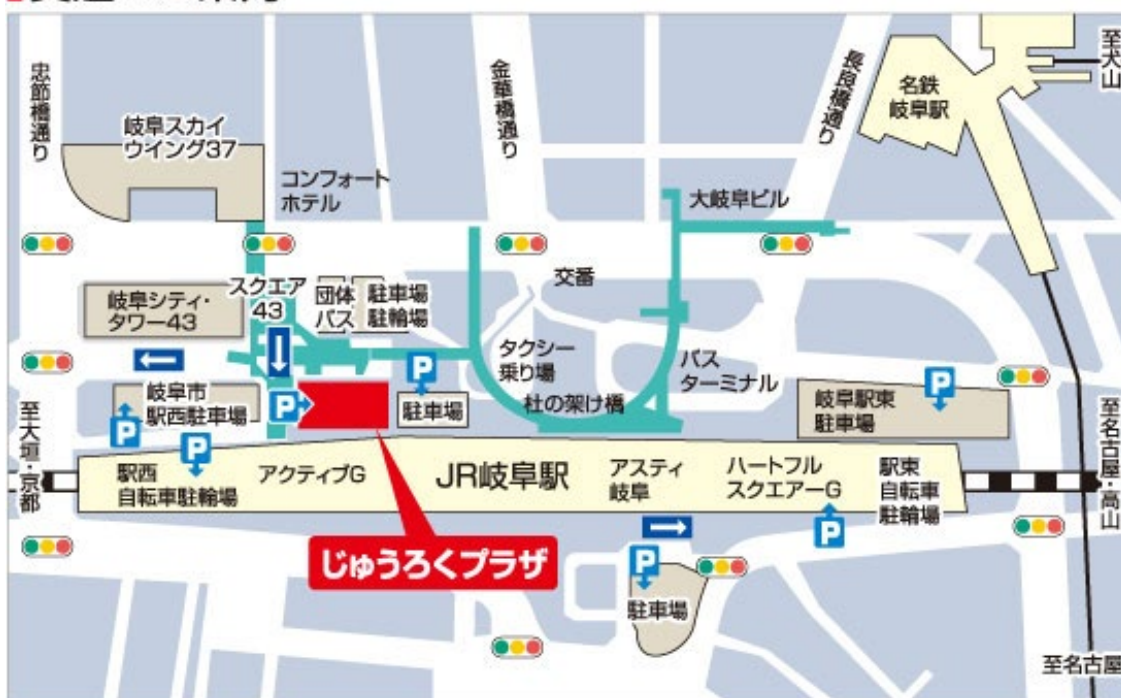 忠節橋通り
金華橋通り
長良橋通り
名鉄
岐阜駅
至犬山
岐阜スカイ
ウイング37
コンフォート
ホテル
大岐阜ビル
交番
岐阜シティ・
タワー43
スクエア
43
団体
バス
駐車場
駐輪場
タクシー
乗り場
バス
ターミナル
杜の架け橋
岐阜市
駅西駐車場
P
P
P
駐車場
P
岐阜駅東
駐車場
P
至大垣・京都
至名古屋・高山
駅西
自転車駐輪場
アクティブG
JR岐阜駅
アスティ
岐阜
ハートフル
スクエアーG
駅東
自転車
駐輪場
P
じゅうろくプラザ
P
P
駐車場
至名古屋